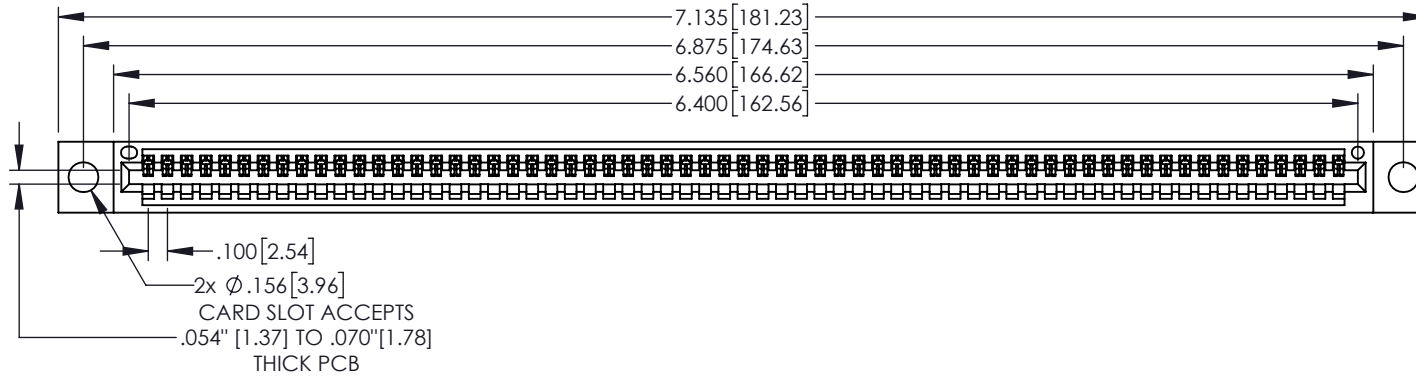 7.135[181.23]
6.875[174.63]
6.560[166.62]
6.400[162.56]
.100[2.54]
2x Ø.156[3.96]
CARD SLOT ACCEPTS
.054" [1.37] TO .070"[1.78]
THICK PCB